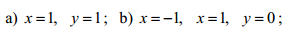 a) x=1, y=1; b) x=−1, x=1, y=0;